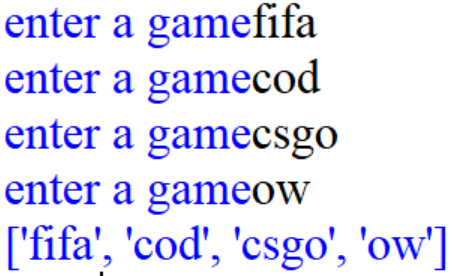 enter a gamefifa
enter a gamecod
enter a gamecsgo
enter a gameow
['fifa', 'cod', 'csgo', 'ow']